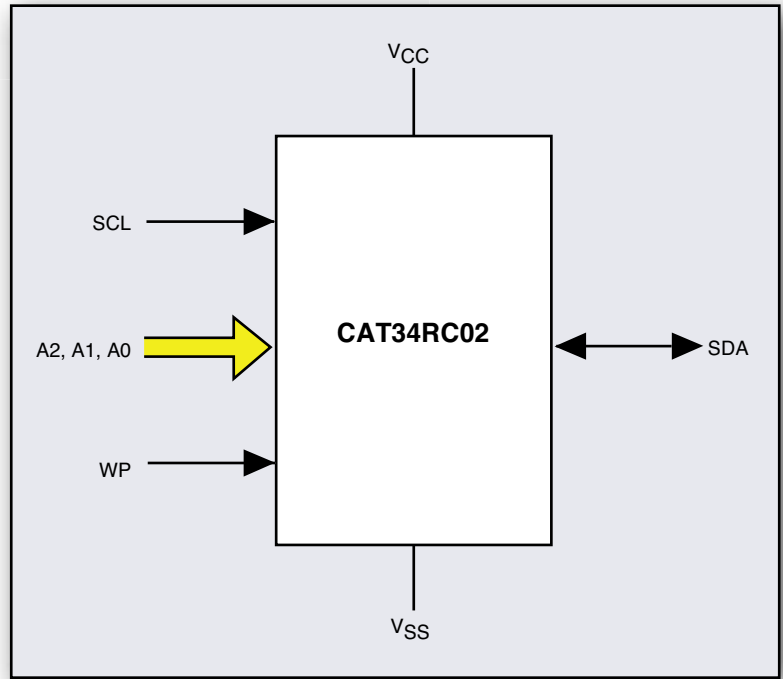 VCC
SCL
CAT34RC02
A2, A1, A0
SDA
WP
VSS